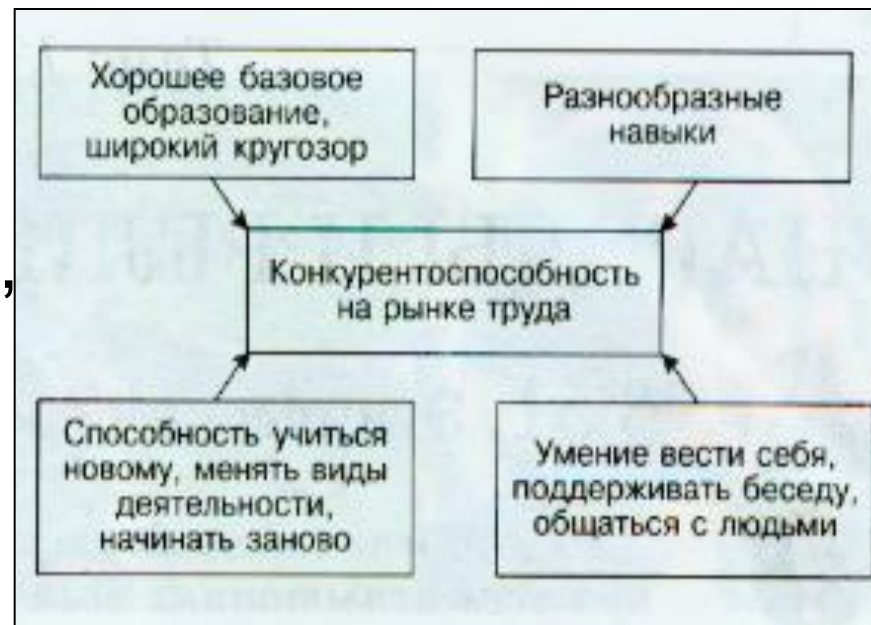 Хорошее базовое
образование,
широкий кругозор
Разнообразные
навыки
,
Конкурентоспособность
на рынке труда
Способность учиться
новому, менять виды
деятельности,
начинать заново
Умение вести себя,
поддерживать беседу,
общаться с людьми